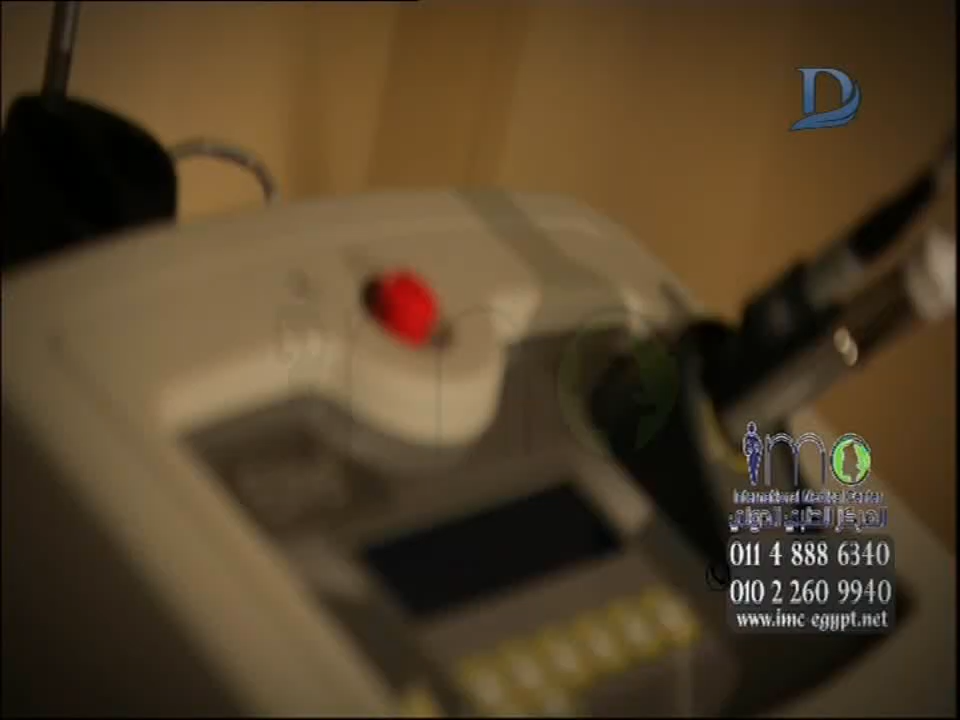 D
imc
International Medical Center
المركز الطبي الدولي
011 4 888 6340
010 2 260 9940
www.imc-egypt.net